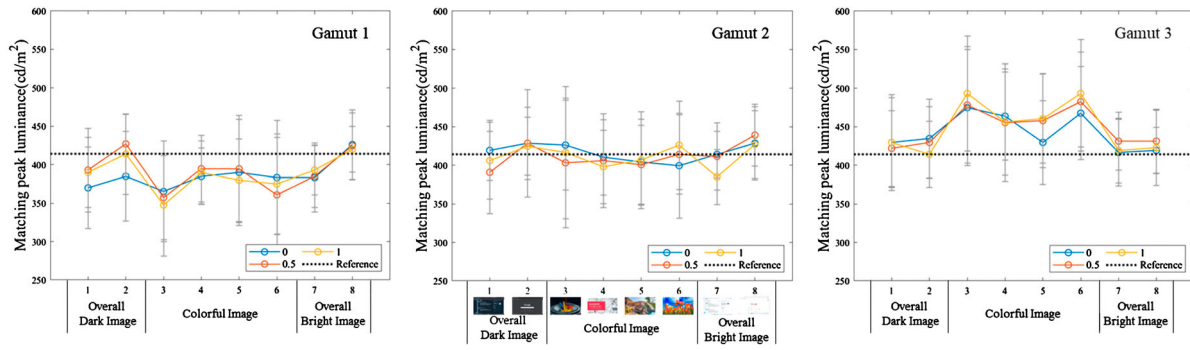 Gamut 1
Matching peak luminance(cd/m²)
600
550
500
450
400
350
300
250
0
1
0.5
Reference
1 2 3 4 5 6 7 8
Overall
Dark Image
Colorful Image
Overall
Bright Image
Gamut 2
Matching peak luminance(cd/m²)
600
550
500
450
400
350
300
250
0
1
0.5
Reference
1 2 3 4 5 6 7 8
Overall
Dark Image
Colorful Image
Overall
Bright Image
Gamut 3
Matching peak luminance(cd/m²)
600
550
500
450
400
350
300
250
0
1
0.5
Reference
1 2 3 4 5 6 7 8
Overall
Dark Image
Colorful Image
Overall
Bright Image